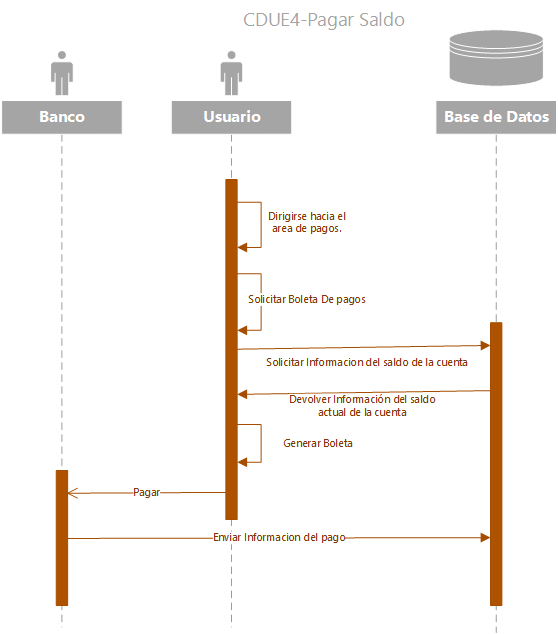 CDUE4-Pagar Saldo
Banco
Usuario
Base de Datos
Dirigirse hacia el
area de pagos.
Solicitar Boleta De pagos
Solicitar Informacion del saldo de la cuenta
Devolver Información del saldo
actual de la cuenta
Generar Boleta
Pagar
Enviar Informacion del pago